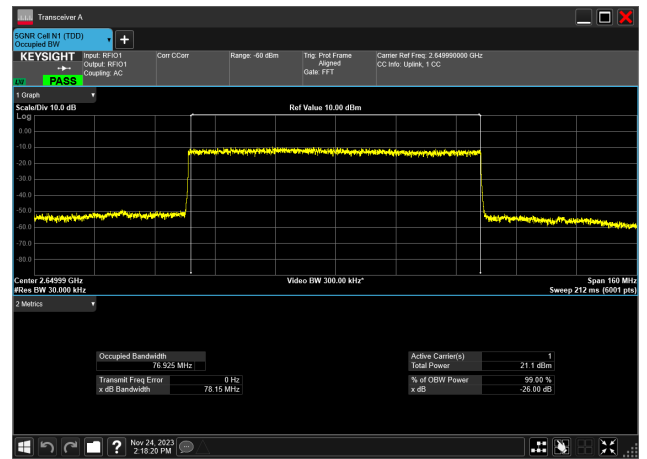 Transceiver A
5GNR Cell N1 (TDD)
Occupied BW
+
KEYSIGHT
LW
PASS
Input: RFIO1
Output: RFIO1
Coupling: AC
Corr CCorr
Range: -60 dBm
Trig: Prot Frame
Aligned
Gate: FFT
Carrier Ref Freq: 2.649990000 GHz
CC Info: Uplink, 1 CC
1 Graph
Scale/Div 10.0 dB
Ref Value 10.00 dBm
Log
0.00
-10.0
-20.0
-30.0
-40.0
-50.0
-60.0
-70.0
-80.0
Center 2.64999 GHz
Video BW 300.00 kHz*
Span 160 MHz
#Res BW 30.000 kHz
Sweep 212 ms (6001 pts)
2 Metrics
Occupied Bandwidth
76.925 MHz
Transmit Freq Error 0 Hz
x dB Bandwidth 78.15 MHz
Active Carrier(s) 1
Total Power 21.1 dBm
% of OBW Power 99.00 %
x dB -26.00 dB
?
Nov 24, 2023
2:18:20 PM